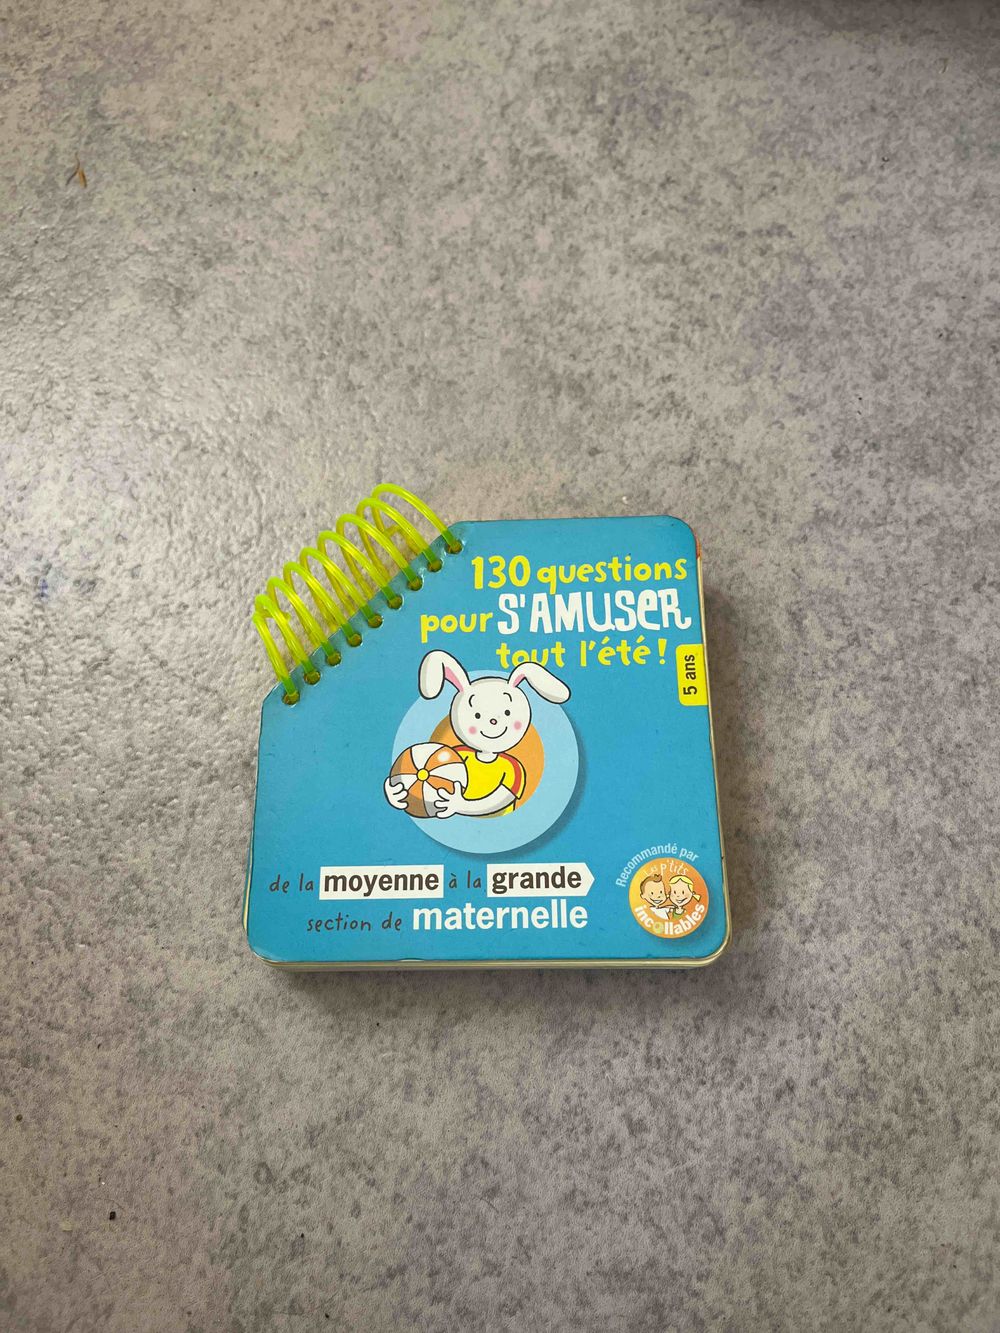 130 questions
pour S'AMUSER
tout l'été !
5 ans
de la moyenne à la grande
section de maternelle
Recommandé par
Les p'tits
incollables